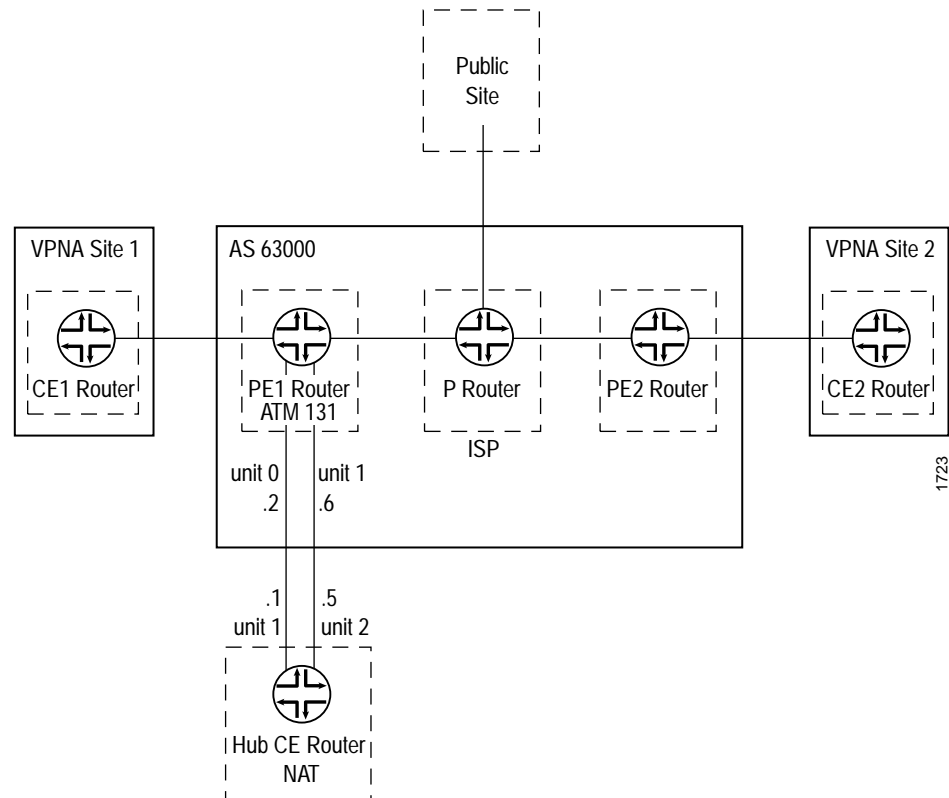 Public
Site
VPNA Site 1
AS 63000
VPNA Site 2
CE1 Router
PE1 Router
ATM 131
P Router
PE2 Router
CE2 Router
ISP
unit 0
unit 1
.2
.6
1723
.1
.5
unit 1
unit 2
Hub CE Router
NAT